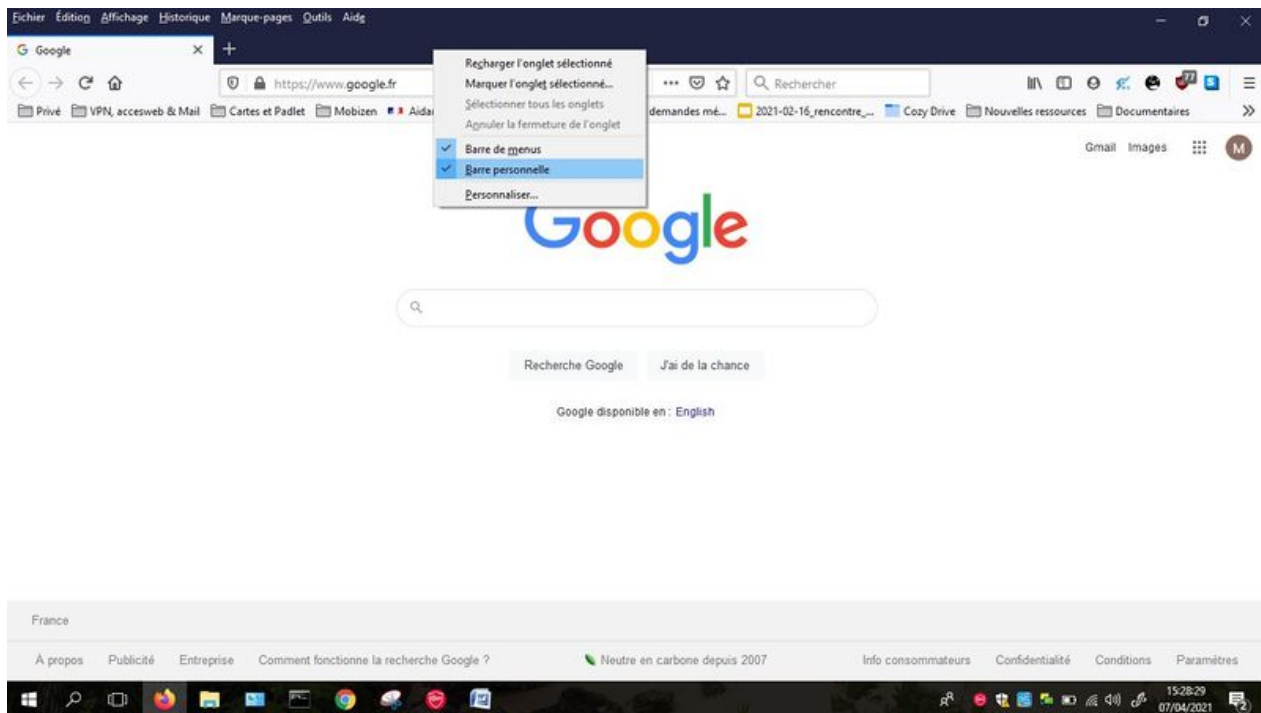 Fichier Édition Affichage Historique Marque-pages Outils Aide
Google
https://www.google.fr
Rechercher
Privé VPN, accesweb & Mail Cartes et Padlet Mobizen demandes mé... 2021-02-16_rencontre_... Cozy Drive Nouvelles ressources Documentaires
Recharger l'onglet sélectionné
Marquer l'onglet sélectionné...
Sélectionner tous les onglets
Annuler la fermeture de l'onglet
Barre de menus
Barre personnelle
Personnaliser...
Gmail Images M
Google
Recherche Google J'ai de la chance
Google disponible en : English
France
À propos Publicité Entreprise Comment fonctionne la recherche Google ? Neutre en carbone depuis 2007 Info consommateurs Confidentialité Conditions Paramètres
15:28:29
07/04/2021